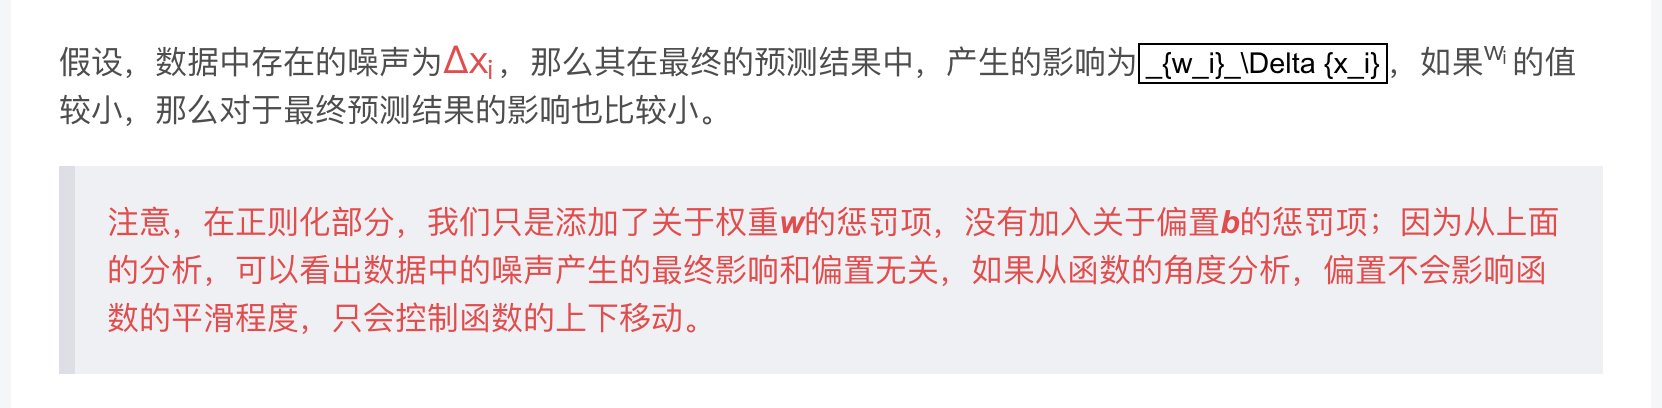 假设，数据中存在的噪声为Δxi，那么其在最终的预测结果中，产生的影响为_{w_i}_\Delta {x_i}，如果wi的值
较小，那么对于最终预测结果的影响也比较小。
注意，在正则化部分，我们只是添加了关于权重w的惩罚项，没有加入关于偏置b的惩罚项；因为从上面
的分析，可以看出数据中的噪声产生的最终影响和偏置无关，如果从函数的角度分析，偏置不会影响函
数的平滑程度，只会控制函数的上下移动。